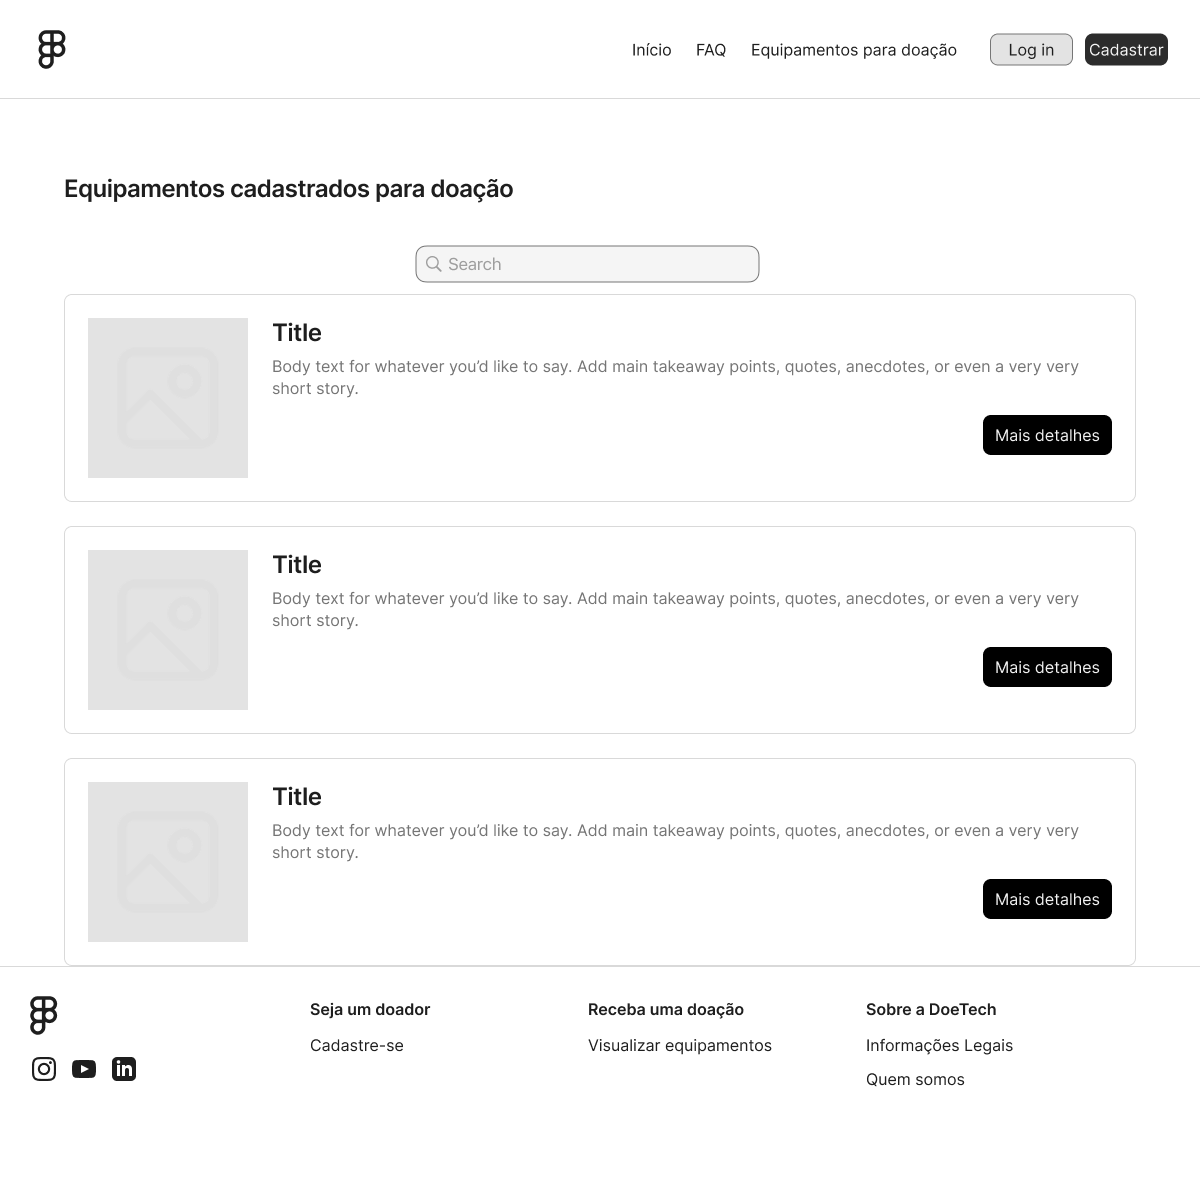 Início FAQ Equipamentos para doação Log in Cadastrar
Equipamentos cadastrados para doação
Search
Title
Body text for whatever you’d like to say. Add main takeaway points, quotes, anecdotes, or even a very very
short story.
Mais detalhes
Title
Body text for whatever you’d like to say. Add main takeaway points, quotes, anecdotes, or even a very very
short story.
Mais detalhes
Title
Body text for whatever you’d like to say. Add main takeaway points, quotes, anecdotes, or even a very very
short story.
Mais detalhes
Seja um doador
Cadastre-se
Receba uma doação
Visualizar equipamentos
Sobre a DoeTech
Informações Legais
Quem somos